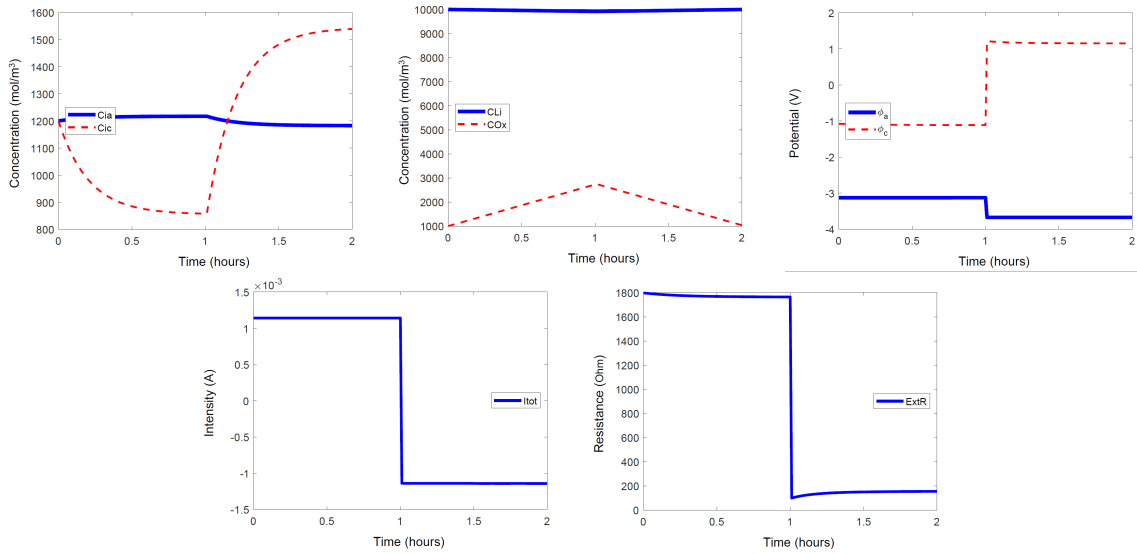 1600
1500
1400
1300
1200
1100
1000
900
800
Concentration (mol/m³)
Cia
Cic
0 0.5 1 1.5 2
Time (hours)
10000
9000
8000
7000
6000
5000
4000
3000
2000
1000
Concentration (mol/m³)
CLi
COx
0 0.5 1 1.5 2
Time (hours)
2
1
0
-1
-2
-3
-4
Potential (V)
ϕa
ϕc
0 0.5 1 1.5 2
Time (hours)
×10⁻³
1.5
1
0.5
0
-0.5
-1
-1.5
Intensity (A)
Itot
0 0.5 1 1.5 2
Time (hours)
1800
1600
1400
1200
1000
800
600
400
200
0
Resistance (Ohm)
ExtR
0 0.5 1 1.5 2
Time (hours)